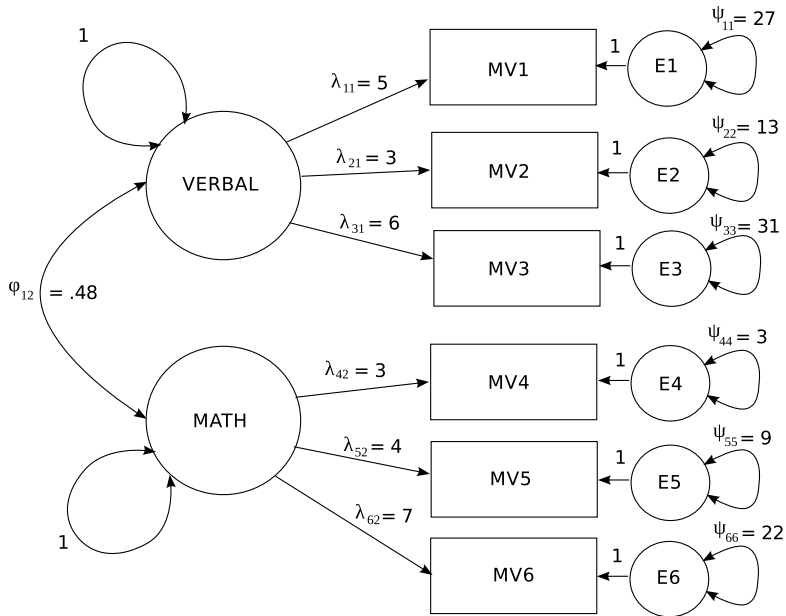 ψ11= 27
1
1
E1
MV1
λ11= 5
ψ22= 13
1
E2
MV2
λ21= 3
VERBAL
ψ33= 31
λ31= 6
1
E3
MV3
φ12 = .48
ψ44= 3
1
λ42= 3
E4
MV4
MATH
ψ55= 9
λ52= 4
1
E5
MV5
λ62= 7
1
ψ66= 22
1
E6
MV6